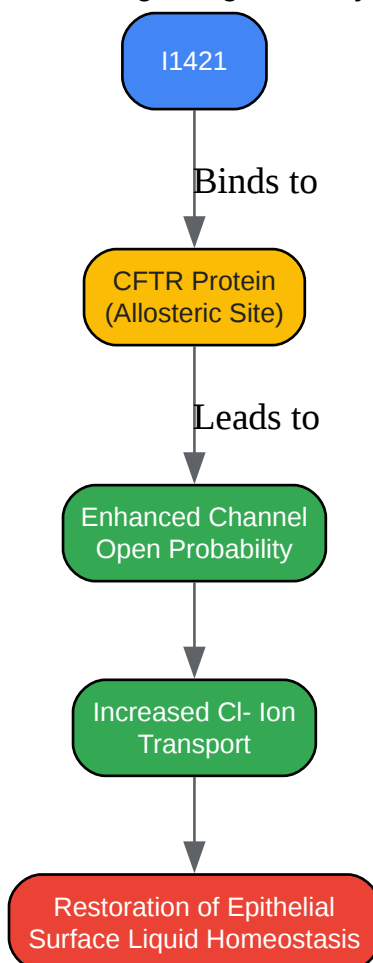 I1421
Binds to
CFTR Protein
(Allosteric Site)
Leads to
Enhanced Channel
Open Probability
Increased Cl- Ion
Transport
Restoration of Epithelial
Surface Liquid Homeostasis